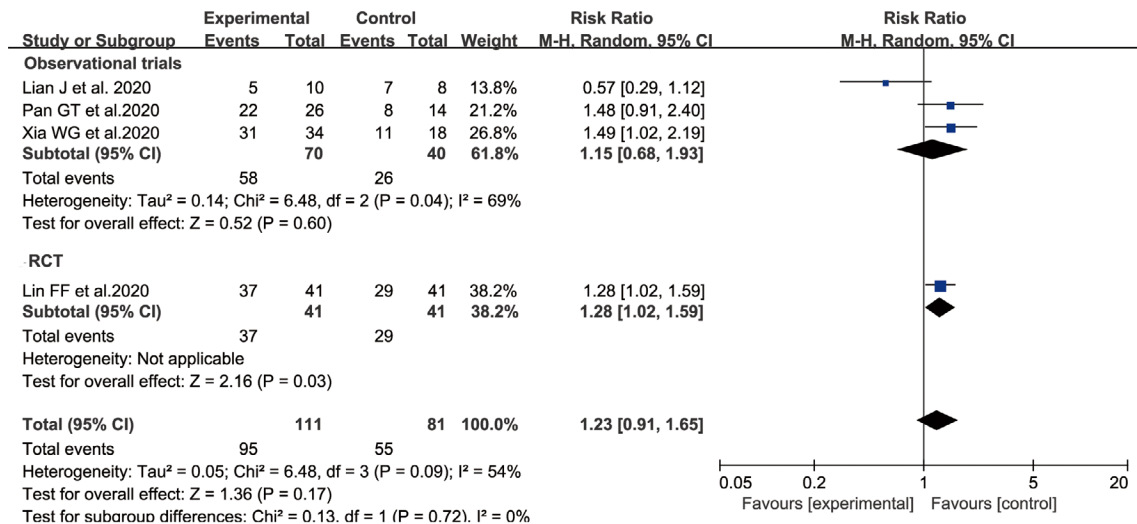 Experimental Control Risk Ratio Risk Ratio
Study or Subgroup Events Total Events Total Weight M-H. Random. 95% CI M-H. Random. 95% CI
Observational trials
Lian J et al. 2020 5 10 7 8 13.8% 0.57 [0.29, 1.12]
Pan GT et al.2020 22 26 8 14 21.2% 1.48 [0.91, 2.40]
Xia WG et al.2020 31 34 11 18 26.8% 1.49 [1.02, 2.19]
Subtotal (95% CI) 70 40 61.8% 1.15 [0.68, 1.93]
Total events 58 26
Heterogeneity: Tau² = 0.14; Chi² = 6.48, df = 2 (P = 0.04); I² = 69%
Test for overall effect: Z = 0.52 (P = 0.60)
RCT
Lin FF et al.2020 37 41 29 41 38.2% 1.28 [1.02, 1.59]
Subtotal (95% CI) 41 41 38.2% 1.28 [1.02, 1.59]
Total events 37 29
Heterogeneity: Not applicable
Test for overall effect: Z = 2.16 (P = 0.03)
Total (95% CI) 111 81 100.0% 1.23 [0.91, 1.65]
Total events 95 55
Heterogeneity: Tau² = 0.05; Chi² = 6.48, df = 3 (P = 0.09); I² = 54%
Test for overall effect: Z = 1.36 (P = 0.17)
Test for subgroup differences: Chi² = 0.13, df = 1 (P = 0.72), I² = 0%
0.05 0.2 1 5 20
Favours [experimental] Favours [control]